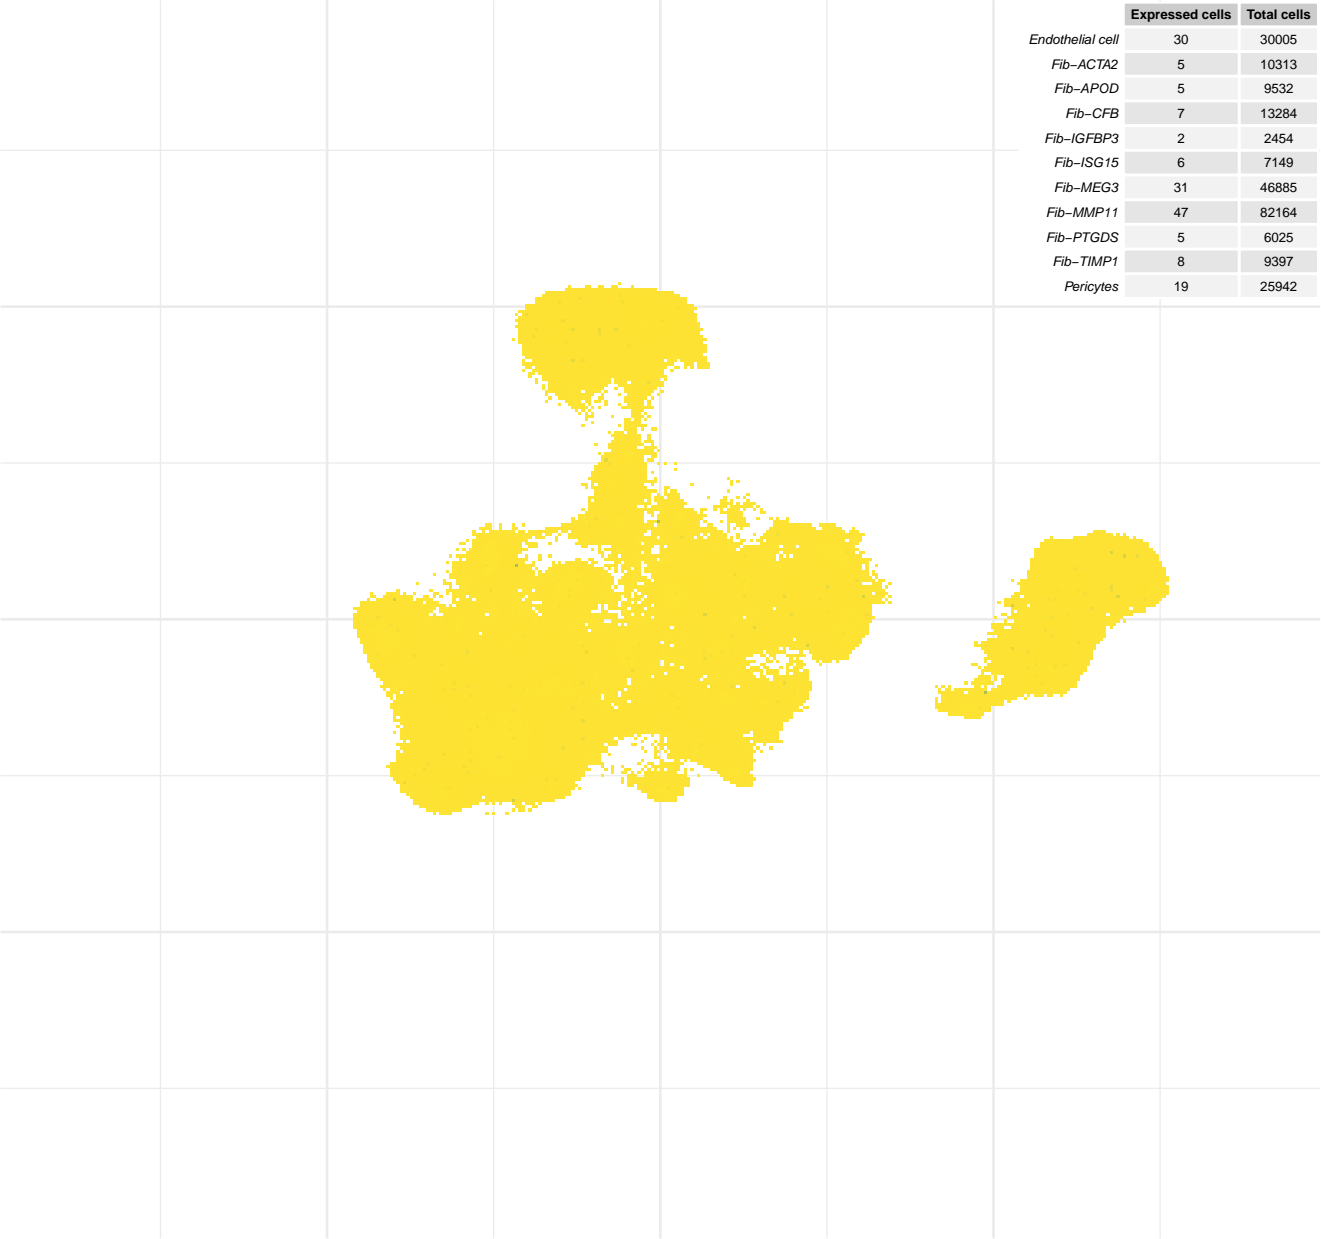 Expressed cells Total cells
Endothelial cell 30 30005
Fib−ACTA2 5 10313
Fib−APOD 5 9532
Fib−CFB 7 13284
Fib−IGFBP3 2 2454
Fib−ISG15 6 7149
Fib−MEG3 31 46885
Fib−MMP11 47 82164
Fib−PTGDS 5 6025
Fib−TIMP1 8 9397
Pericytes 19 25942